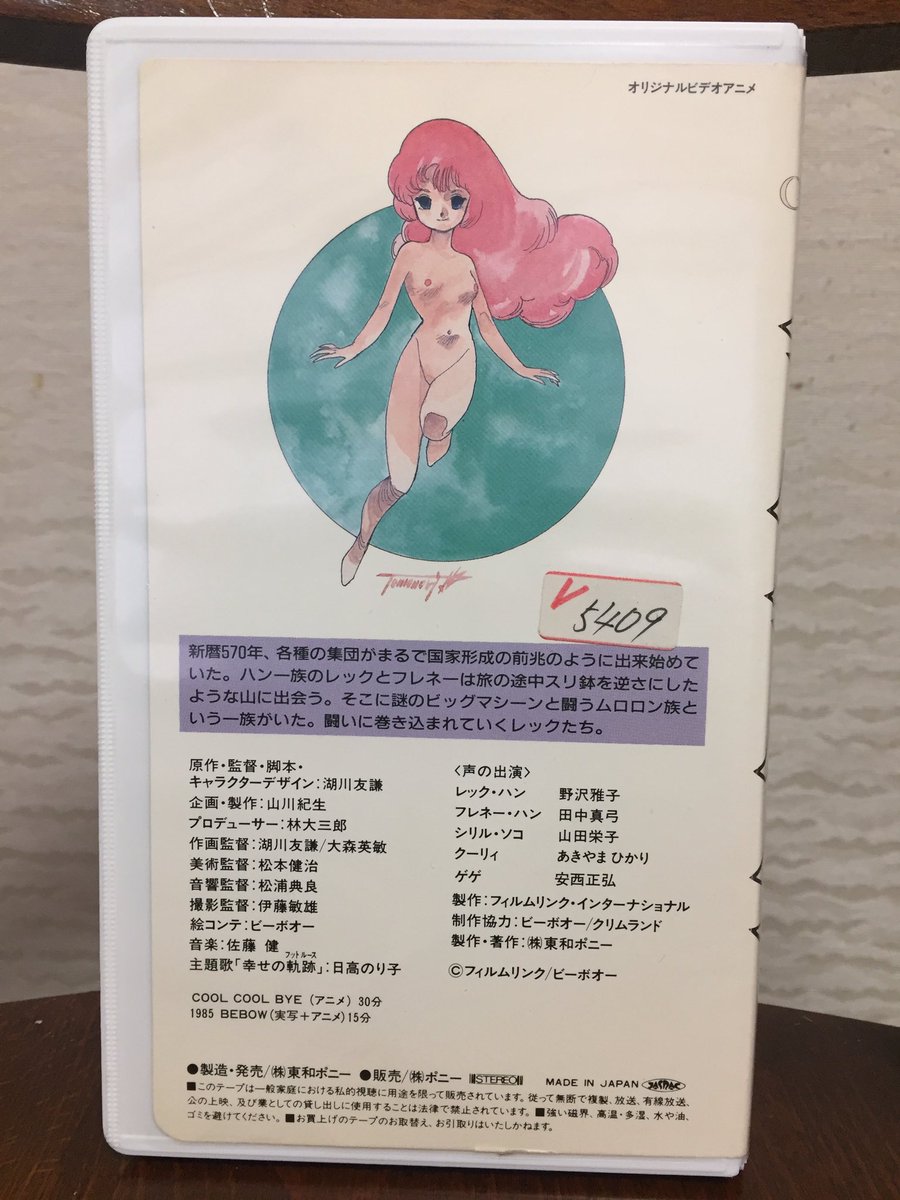 オリジナルビデオアニメ
Tomonori
✓5409
新暦570年、各種の集団がまるで国家形成の前兆のように出来始めて
いた。ハン一族のレックとフレネーは旅の途中スリ鉢を逆さにした
ような山に出会う。そこに謎のビッグマシーンと闘うムロロン族と
いう一族がいた。闘いに巻き込まれていくレックたち。
原作・監督・脚本・
キャラクターデザイン:湖川友謙
企画・製作:山川紀生
プロデューサー:林大三郎
作画監督:湖川友謙/大森英敏
美術監督:松本健治
音響監督:松浦典良
撮影監督:伊藤敏雄
絵コンテ:ビーボオー
音楽:佐藤 健
フットルース
主題歌「幸せの軌跡」:日高のり子
COOL COOL BYE (アニメ) 30分
1985 BEBOW(実写+アニメ)15分
〈声の出演〉
レック・ハン 野沢雅子
フレネー・ハン 田中真弓
シリル・ソコ 山田栄子
クーリィ あきやまひかり
ゲゲ 安西正弘
製作:フィルムリンク・インターナショナル
制作協力:ビーボオー/クリムランド
製作・著作:㈱東和ポニー
©フィルムリンク/ビーボオー
●製造・発売/㈱東和ポニー ●販売/㈱ポニー STEREO MADE IN JAPAN JASRAC
■このテープは一般家庭における私的視聴に用途を限って販売されています。従って無断で複製、放送、有線放送、
公の上映、及び業としての貸し出しに使用することは法律で禁止されています。■強い磁界、高温・多湿、水や油、
ゴミを避けてください。■お買上げのテープのお取替え、お引取りはいたしかねます。